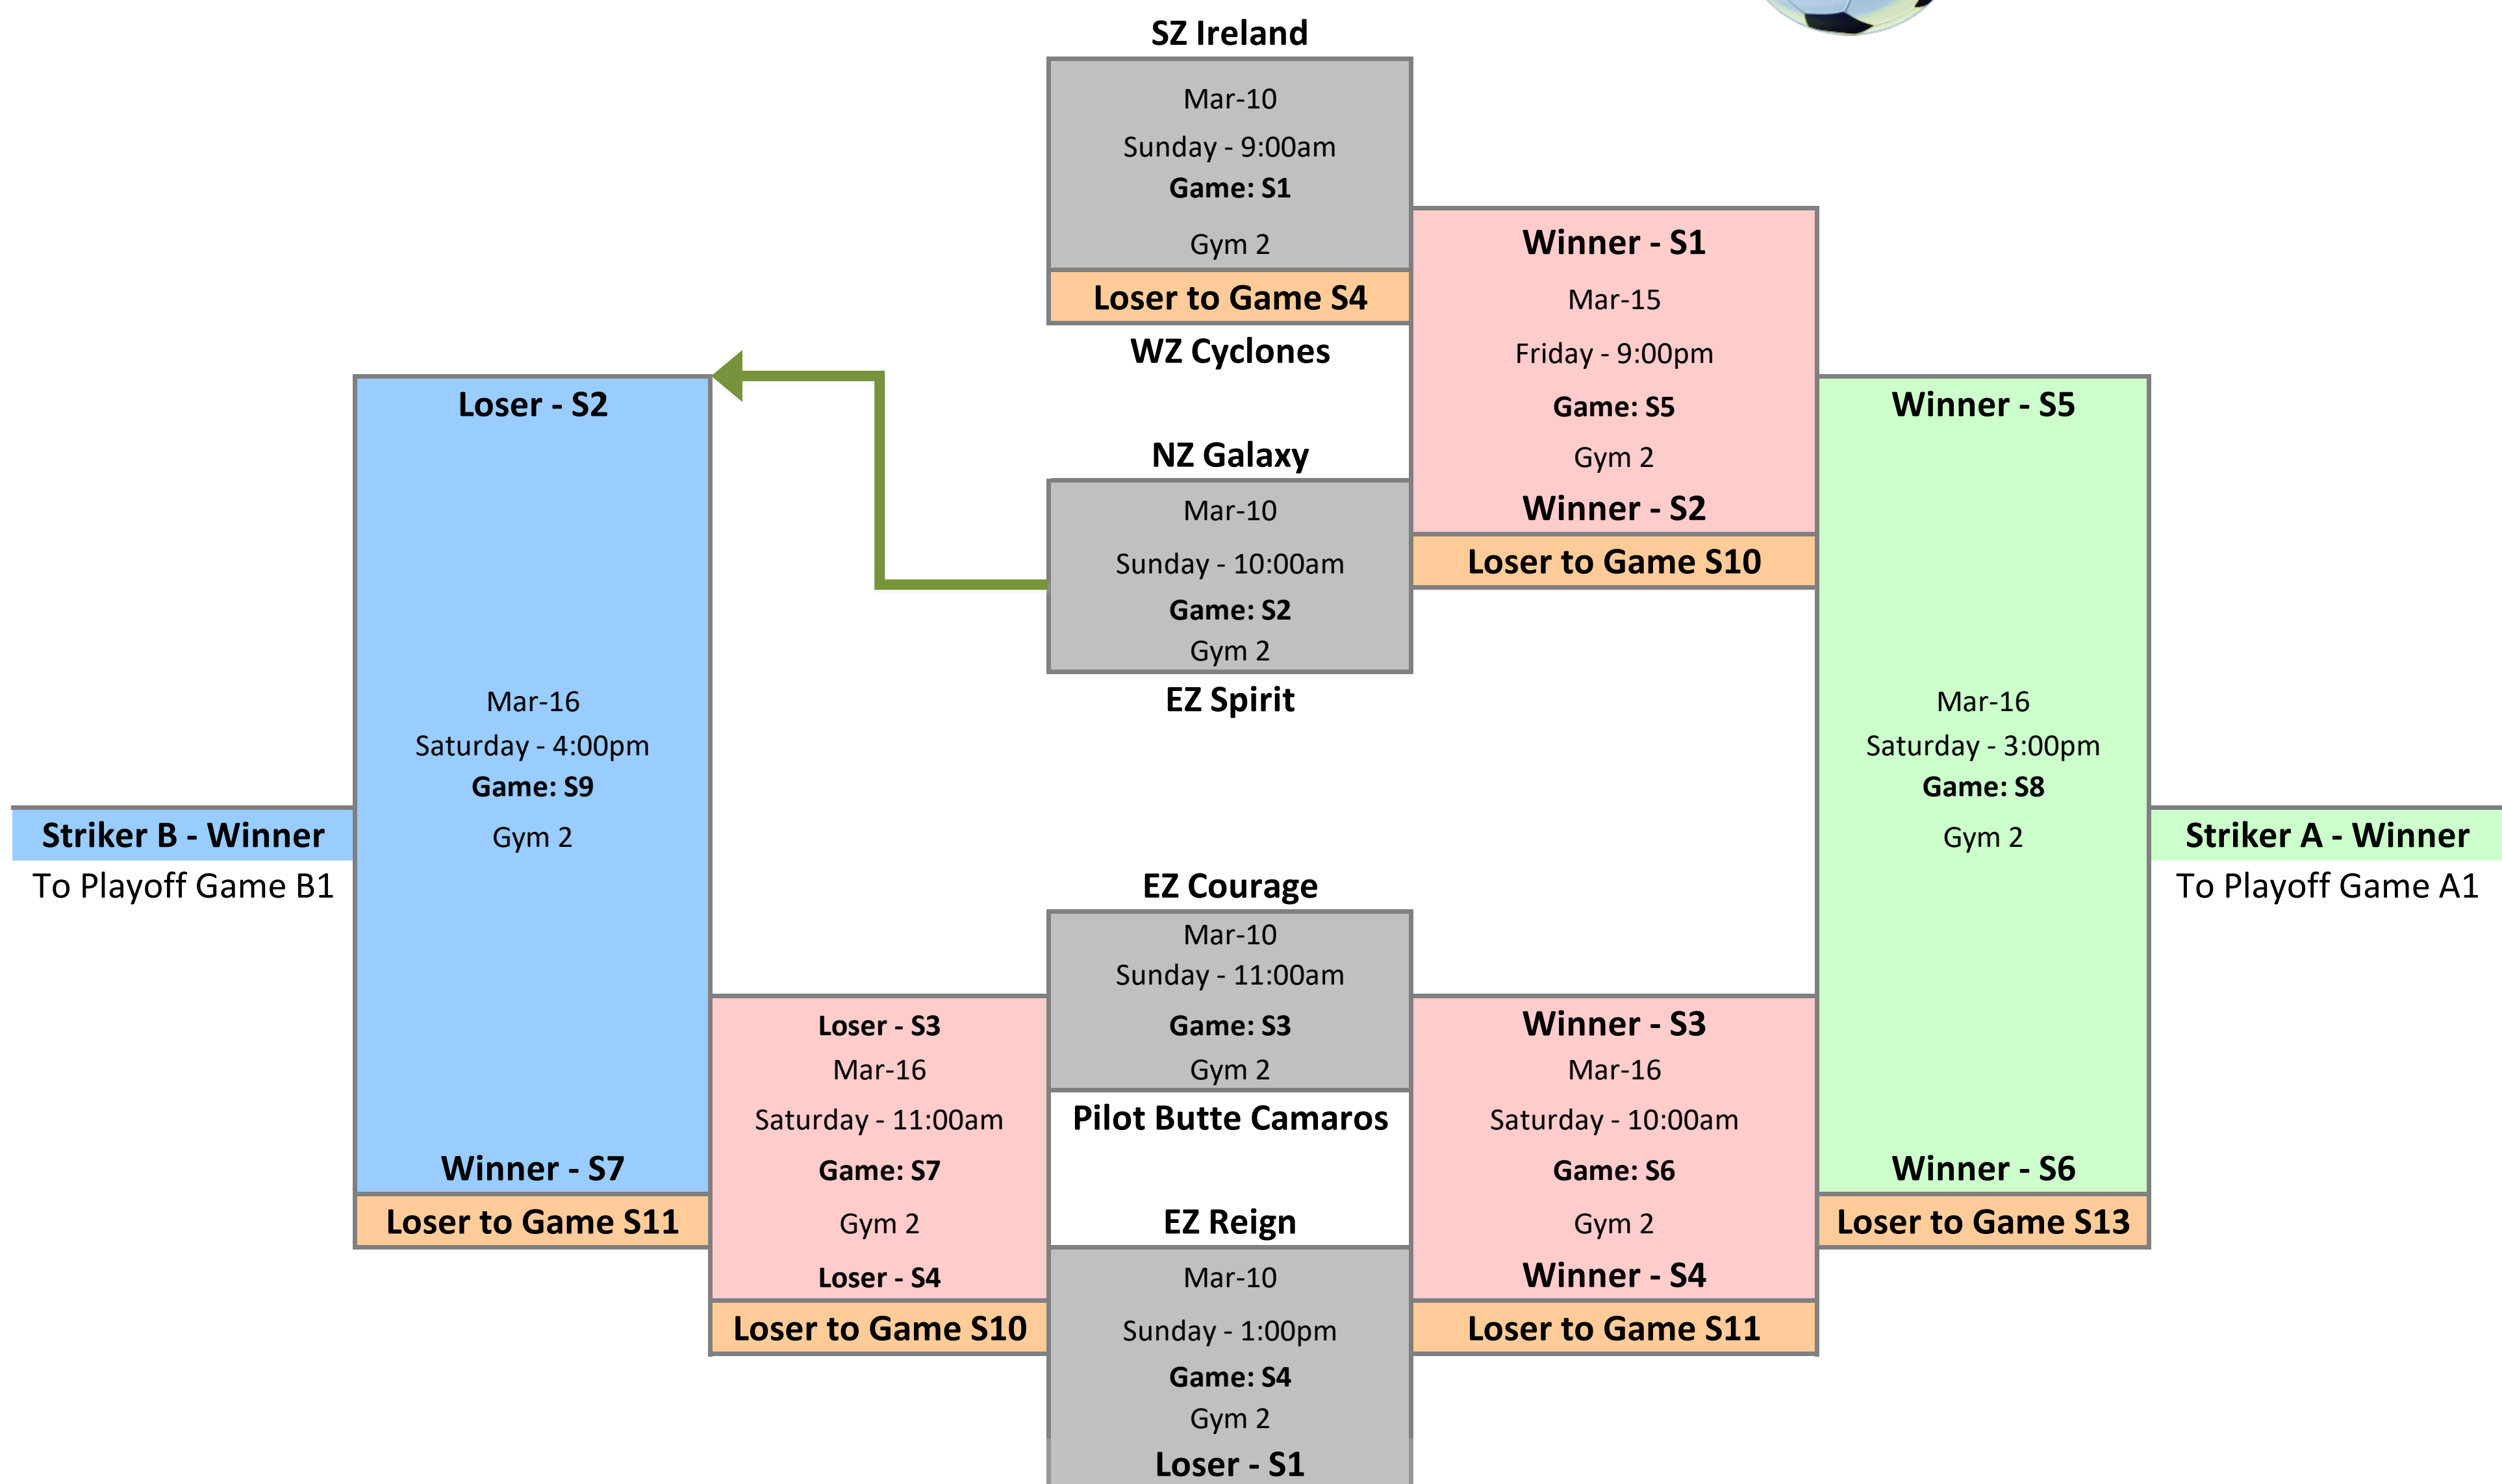 SZ Ireland
Mar-10
Sunday - 9:00am
Game: S1
Gym 2
Loser to Game S4
WZ Cyclones
NZ Galaxy
Mar-10
Sunday - 10:00am
Game: S2
Gym 2
EZ Spirit
Winner - S1
Mar-15
Friday - 9:00pm
Game: S5
Gym 2
Winner - S2
Loser to Game S10
Loser - S2
Mar-16
Saturday - 4:00pm
Game: S9
Gym 2
Winner - S7
Loser to Game S11
Striker B - Winner
To Playoff Game B1
Winner - S5
Mar-16
Saturday - 3:00pm
Game: S8
Gym 2
Winner - S6
Loser to Game S13
Striker A - Winner
To Playoff Game A1
EZ Courage
Mar-10
Sunday - 11:00am
Game: S3
Gym 2
Pilot Butte Camaros
Loser - S3
Mar-16
Saturday - 11:00am
Game: S7
Gym 2
Loser - S4
Loser to Game S10
EZ Reign
Mar-10
Sunday - 1:00pm
Game: S4
Gym 2
Loser - S1
Winner - S3
Mar-16
Saturday - 10:00am
Game: S6
Gym 2
Winner - S4
Loser to Game S11